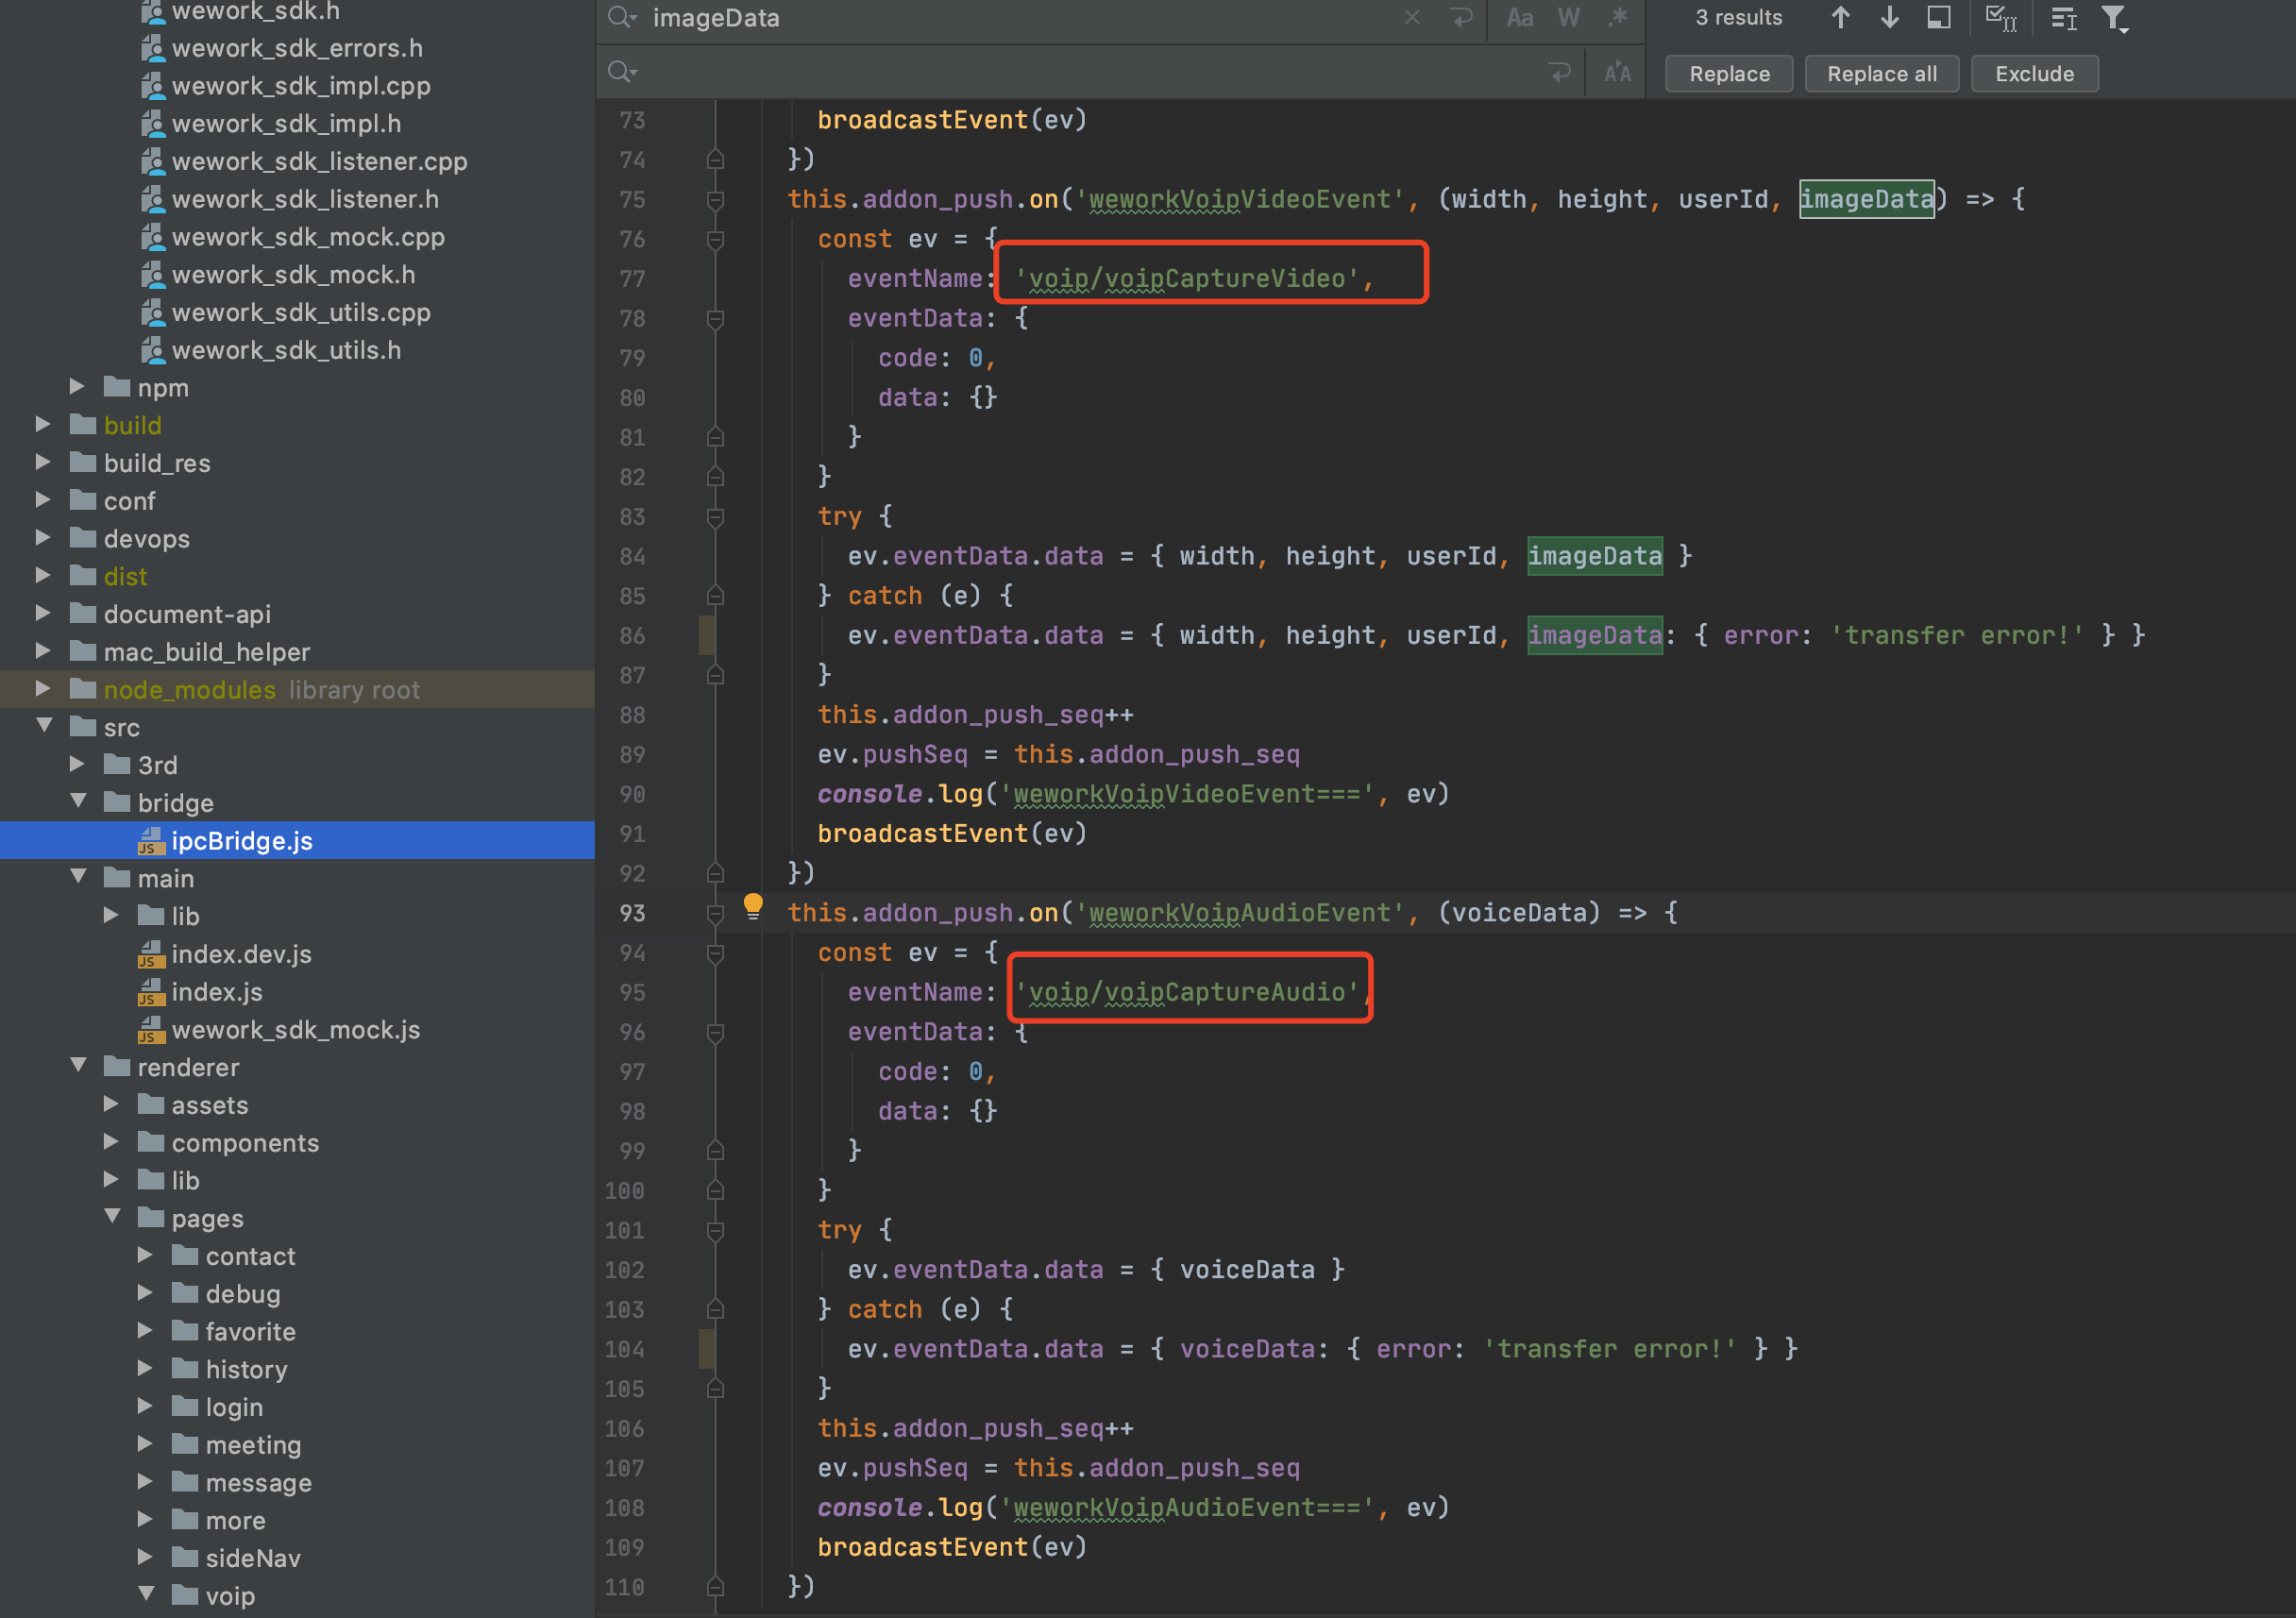 wework_sdk.h
wework_sdk_errors.h
wework_sdk_impl.cpp
wework_sdk_impl.h
wework_sdk_listener.cpp
wework_sdk_listener.h
wework_sdk_mock.cpp
wework_sdk_mock.h
wework_sdk_utils.cpp
wework_sdk_utils.h
npm
build
build_res
conf
devops
dist
document-api
mac_build_helper
node_modules library root
src
3rd
bridge
JS ipcBridge.js
main
lib
JS index.dev.js
JS index.js
JS wework_sdk_mock.js
renderer
assets
components
lib
pages
contact
debug
favorite
history
login
meeting
message
more
sideNav
voip
imageData × Aa W .* 3 results
Replace Replace all Exclude
73 broadcastEvent(ev)
74 })
75 this.addon_push.on('weworkVoipVideoEvent', (width, height, userId, imageData) => {
76 const ev = {
77 eventName: 'voip/voipCaptureVideo',
78 eventData: {
79 code: 0,
80 data: {}
81 }
82 }
83 try {
84 ev.eventData.data = { width, height, userId, imageData }
85 } catch (e) {
86 ev.eventData.data = { width, height, userId, imageData: { error: 'transfer error!' } }
87 }
88 this.addon_push_seq++
89 ev.pushSeq = this.addon_push_seq
90 console.log('weworkVoipVideoEvent===', ev)
91 broadcastEvent(ev)
92 })
93 this.addon_push.on('weworkVoipAudioEvent', (voiceData) => {
94 const ev = {
95 eventName: 'voip/voipCaptureAudio',
96 eventData: {
97 code: 0,
98 data: {}
99 }
100 }
101 try {
102 ev.eventData.data = { voiceData }
103 } catch (e) {
104 ev.eventData.data = { voiceData: { error: 'transfer error!' } }
105 }
106 this.addon_push_seq++
107 ev.pushSeq = this.addon_push_seq
108 console.log('weworkVoipAudioEvent===', ev)
109 broadcastEvent(ev)
110 })